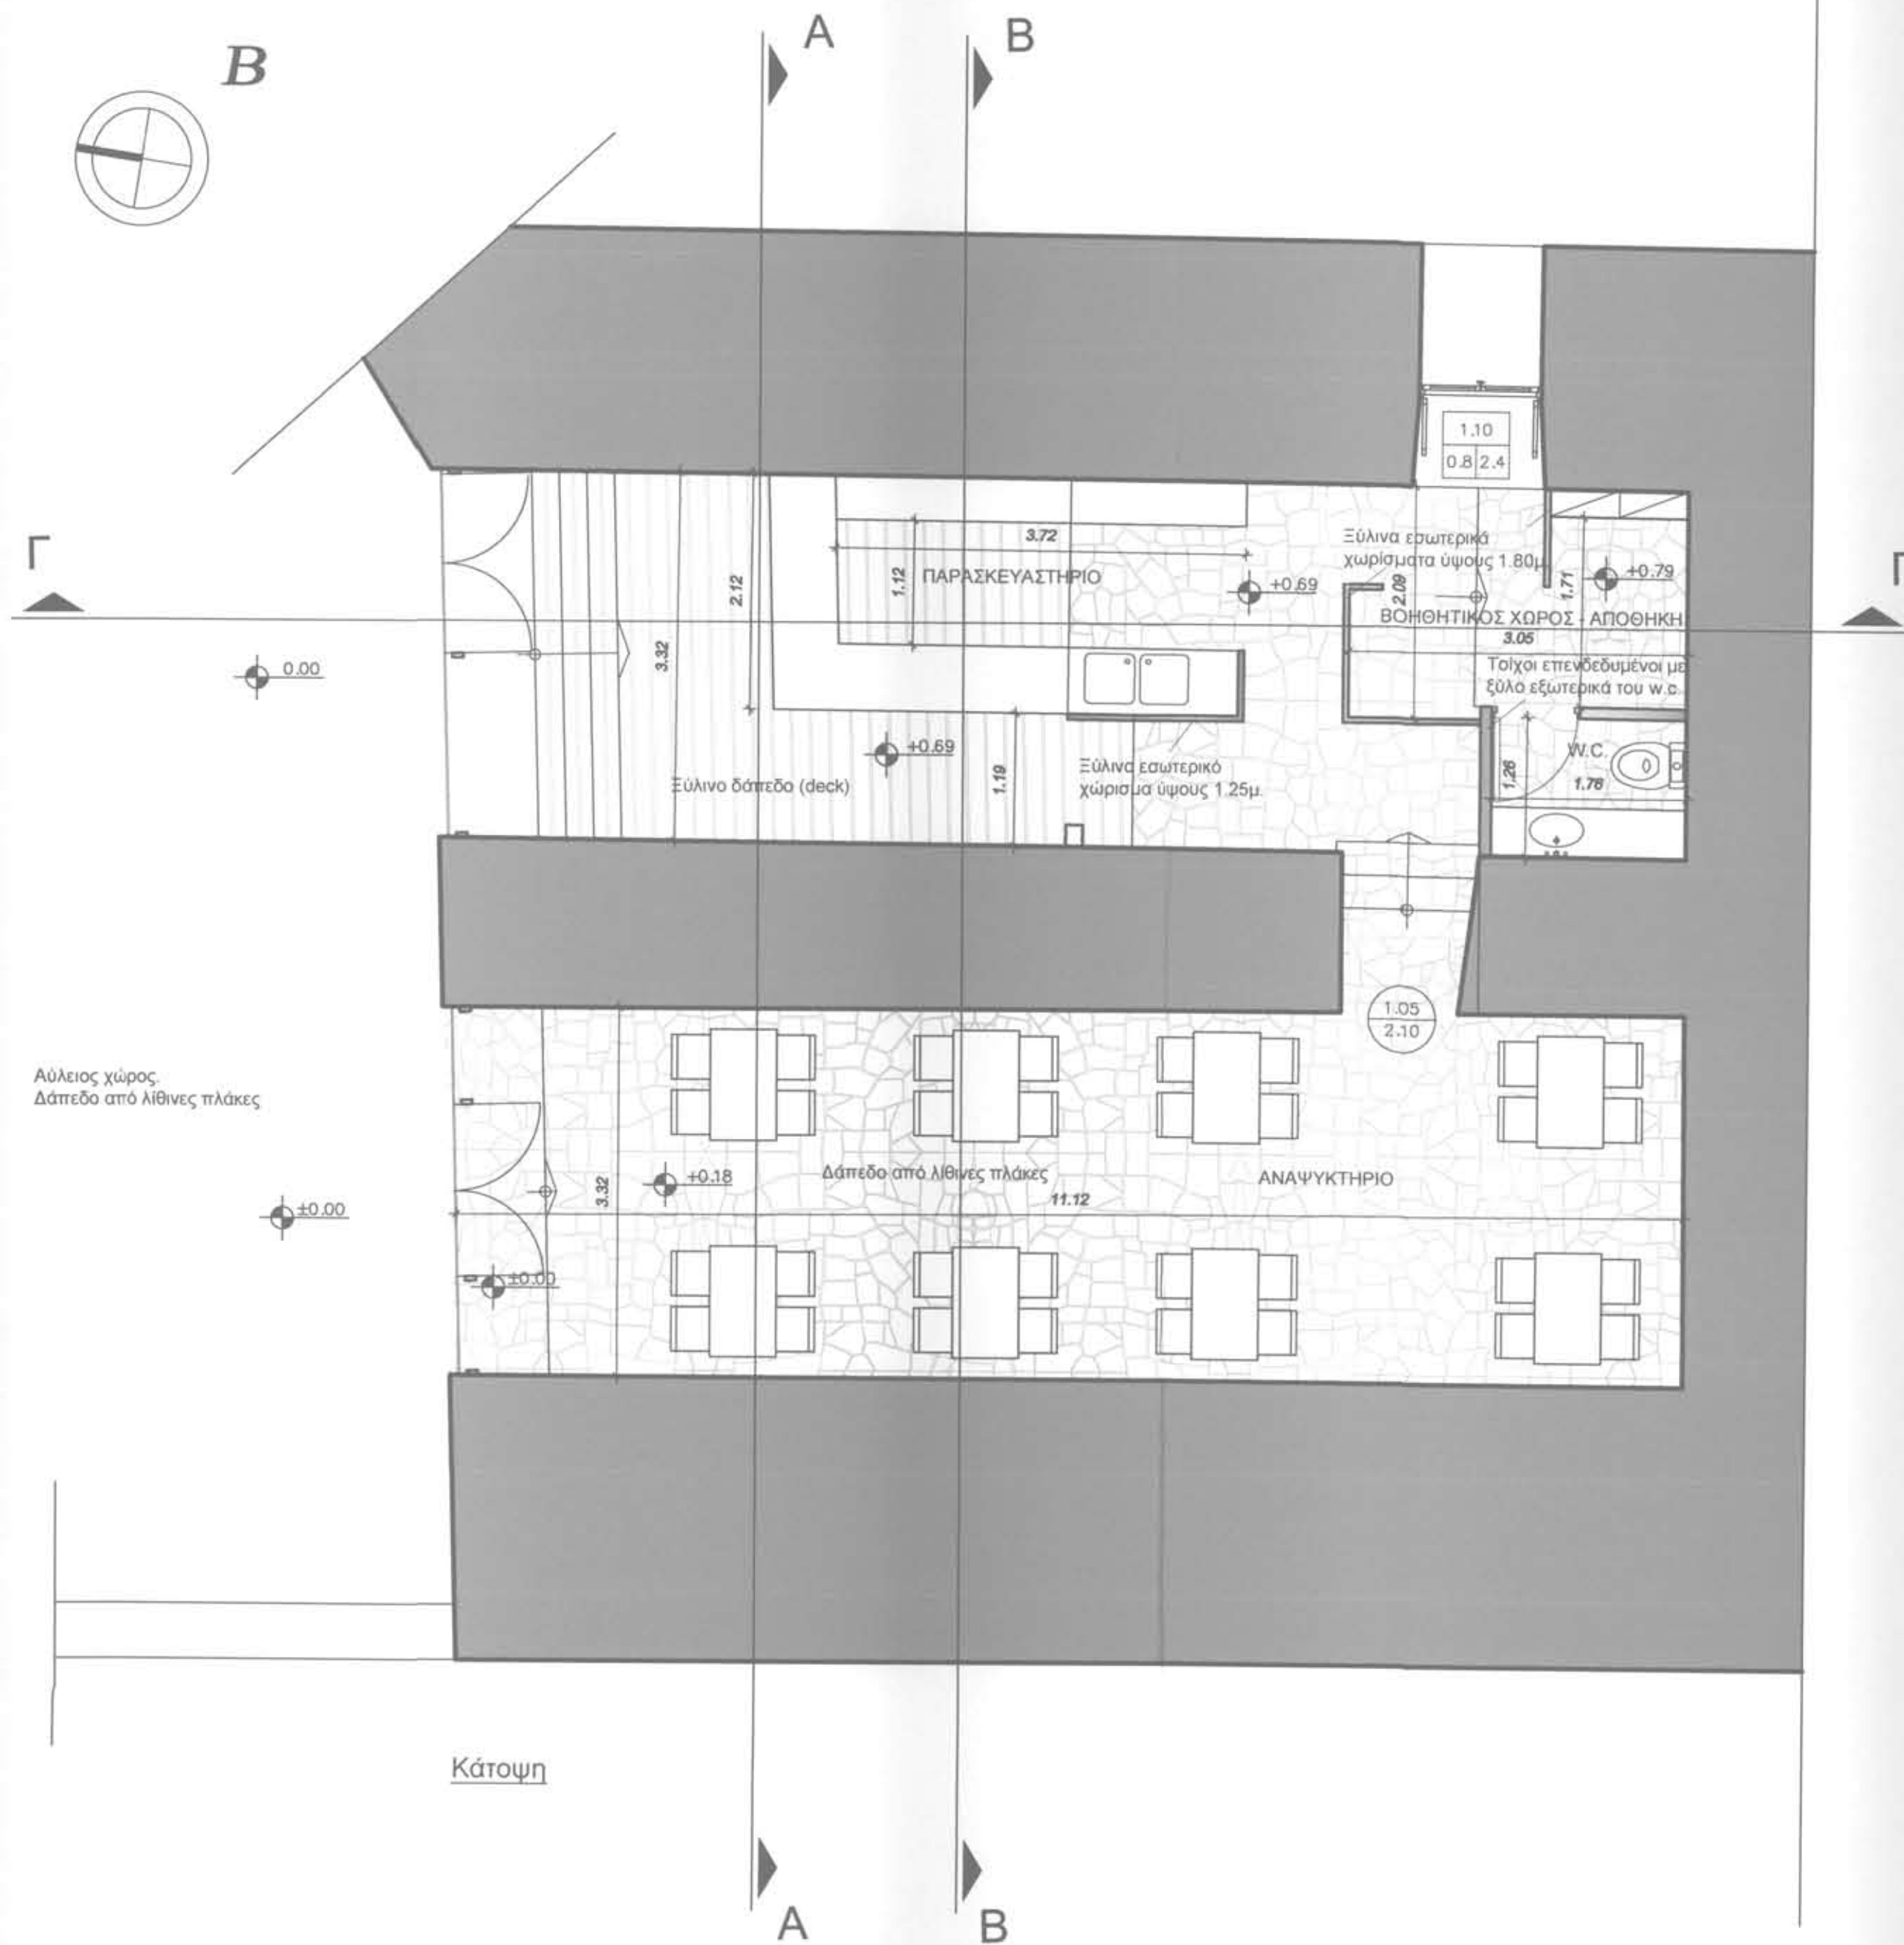 A
B
B
1.10
0.8 2.4
Γ
Γ
3.72
Ξύλινα εσωτερικά
χωρίσματα ύψους 1.80μ
2.12
1.12
ΠΑΡΑΣΚΕΥΑΣΤΗΡΙΟ
+0.69
2.09
1.71
+0.79
ΒΟΗΘΗΤΙΚΟΣ ΧΩΡΟΣ - ΑΠΟΘΗΚΗ
3.05
3.32
0.00
Τοίχοι επενδεδυμένοι με
ξύλο εξωτερικά του w.c.
+0.69
Ξύλινο δάπεδο (deck)
1.19
Ξύλινο εσωτερικό
χώρισμα ύψους 1.25μ.
W.C.
1.26
1.76
1.05
2.10
Αύλειος χώρος.
Δάπεδο από λίθινες πλάκες
+0.18
3.32
Δάπεδο από λίθινες πλάκες
11.12
ΑΝΑΨΥΚΤΗΡΙΟ
±0.00
±0.00
Κάτοψη
A
B